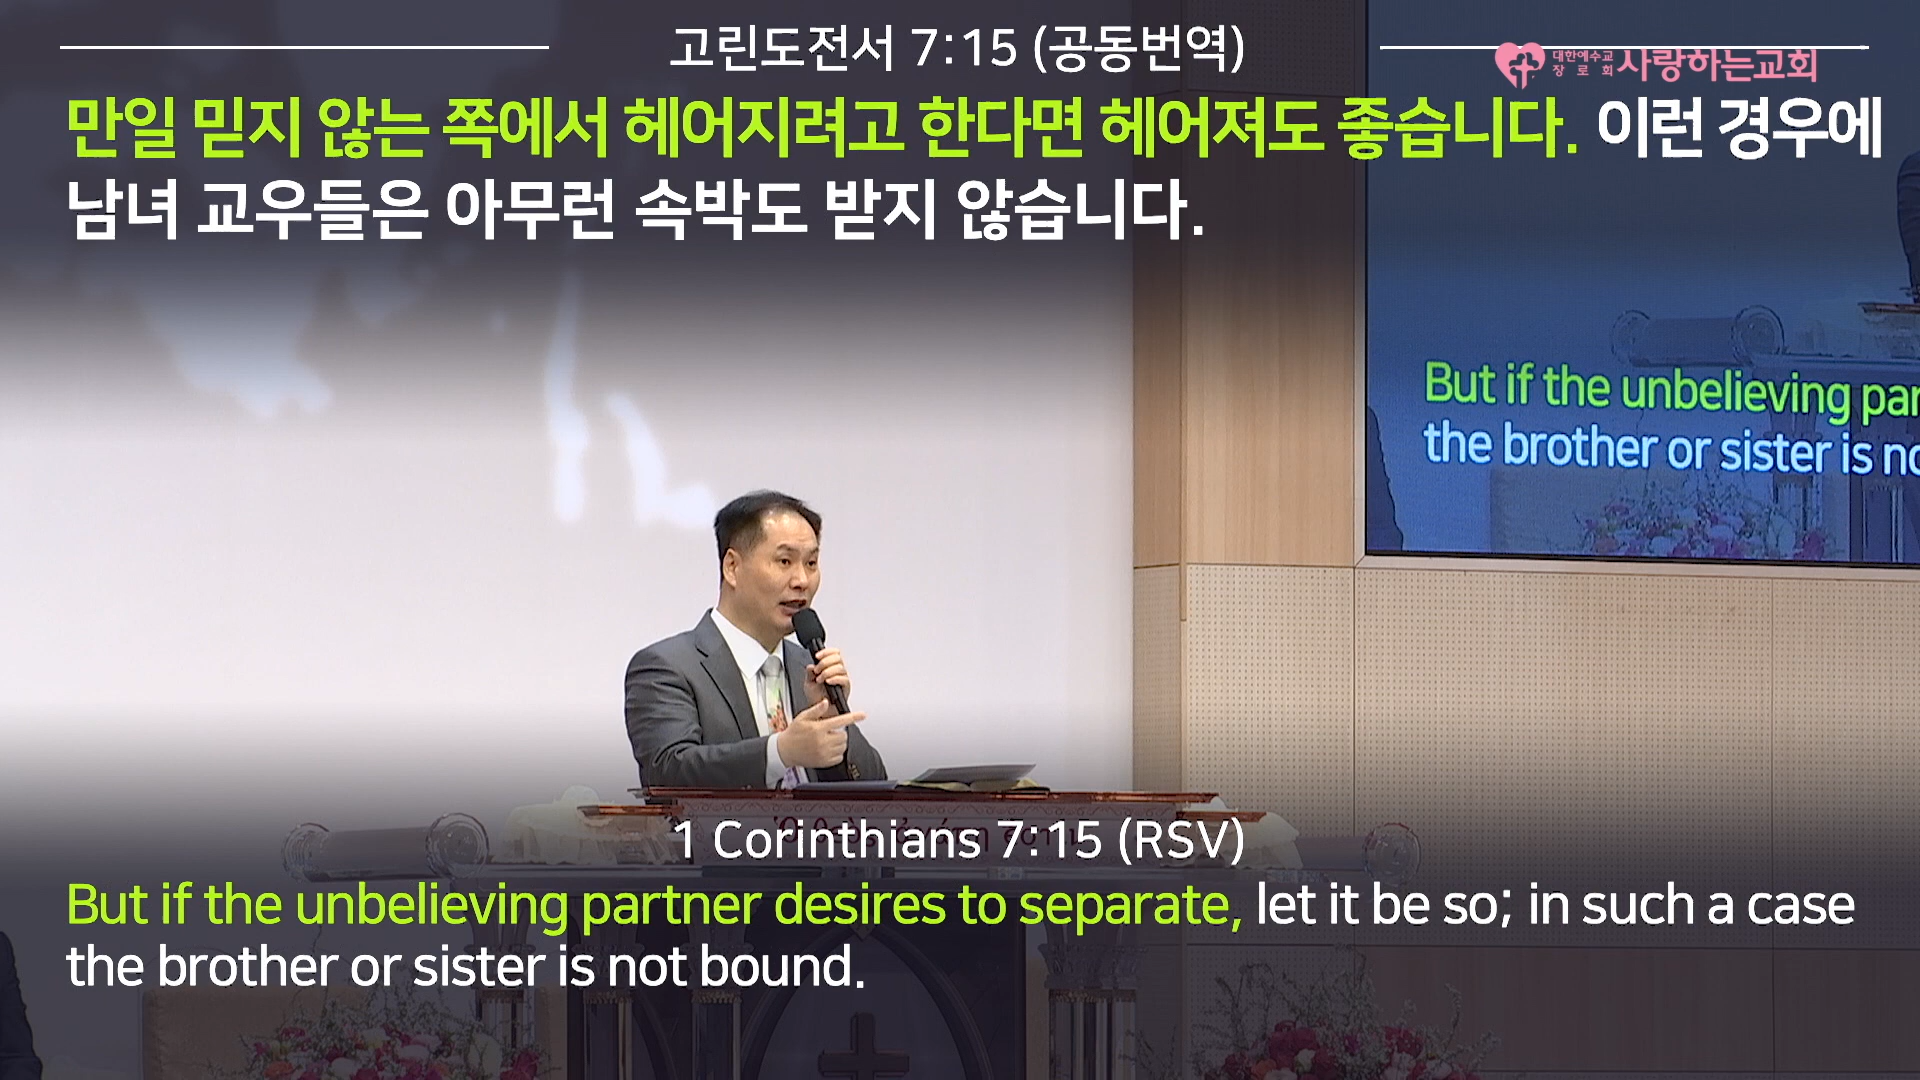 고린도전서 7:15 (공동번역)
대한예수교
장로회 사랑하는교회
만일 믿지 않는 쪽에서 헤어지려고 한다면 헤어져도 좋습니다. 이런 경우에
남녀 교우들은 아무런 속박도 받지 않습니다.
But if the unbelieving par
the brother or sister is no
1 Corinthians 7:15 (RSV)
But if the unbelieving partner desires to separate, let it be so; in such a case
the brother or sister is not bound.